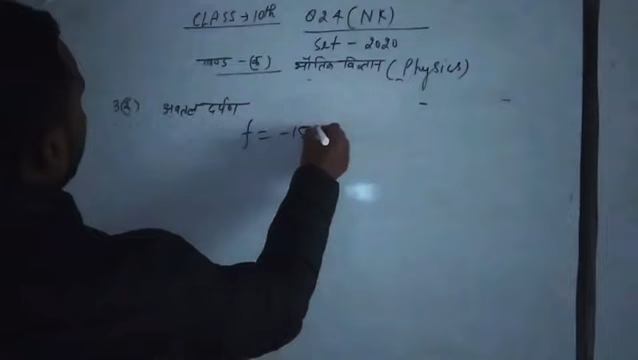 CLASS → 10th 024 (NK)
Set - 2020
खण्ड - (क) भौतिक विज्ञान (Physics)
3(क) अवतल दर्पण
f = -15